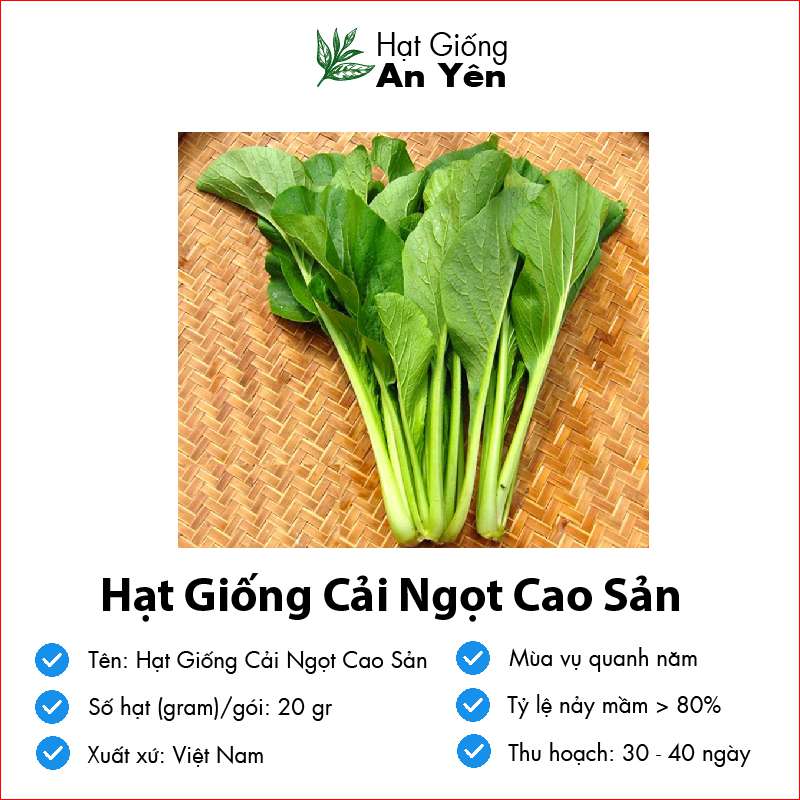 Hạt Giống
An Yên
Hạt Giống Cải Ngọt Cao Sản
Tên: Hạt Giống Cải Ngọt Cao Sản
Số hạt (gram)/gói: 20 gr
Xuất xứ: Việt Nam
Mùa vụ quanh năm
Tỷ lệ nảy mầm > 80%
Thu hoạch: 30 - 40 ngày